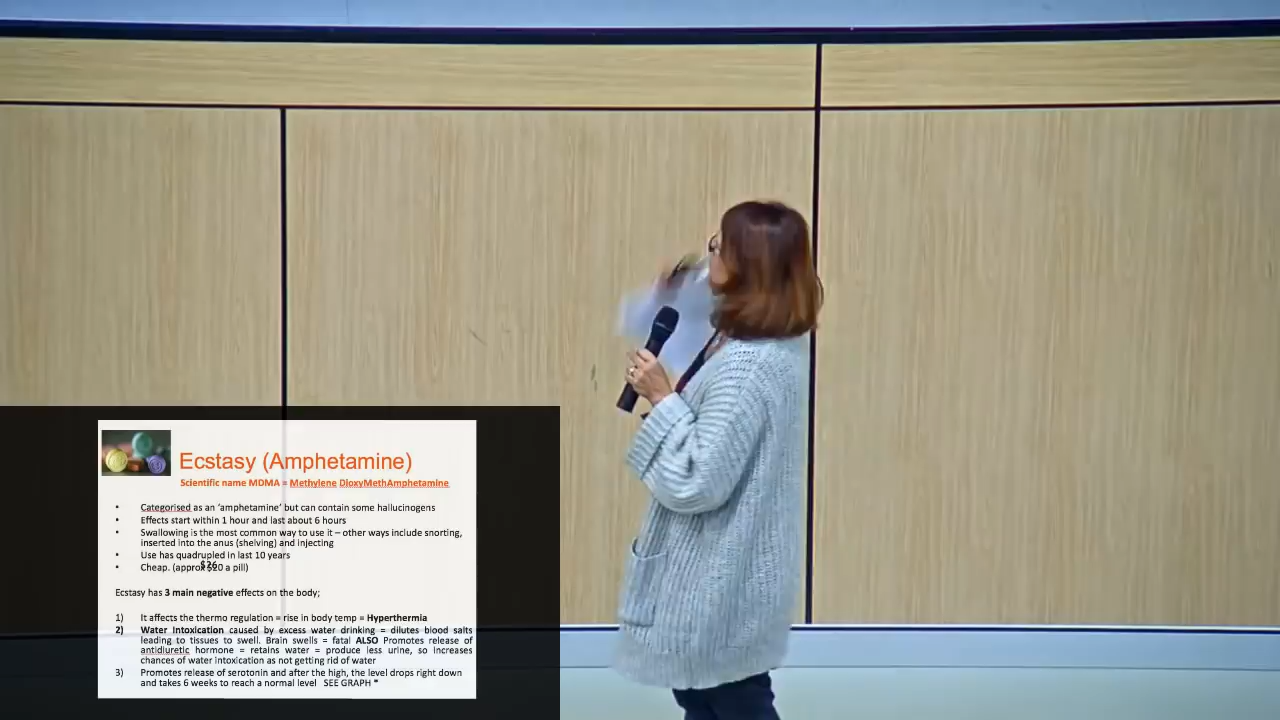 Ecstasy (Amphetamine)
Scientific name MDMA = Methylene DioxyMethAmphetamine
• Categorised as an ‘amphetamine’ but can contain some hallucinogens
• Effects start within 1 hour and last about 6 hours
• Swallowing is the most common way to use it – other ways include snorting,
inserted into the anus (shelving) and injecting
• Use has quadrupled in last 10 years
• Cheap. (approx $20 a pill)
Ecstasy has 3 main negative effects on the body;
1) It affects the thermo regulation = rise in body temp = Hyperthermia
2) Water Intoxication caused by excess water drinking = dilutes blood salts
leading to tissues to swell. Brain swells = fatal ALSO Promotes release of
antidiuretic hormone = retains water = produce less urine, so increases
chances of water intoxication as not getting rid of water
3) Promotes release of serotonin and after the high, the level drops right down
and takes 6 weeks to reach a normal level SEE GRAPH *